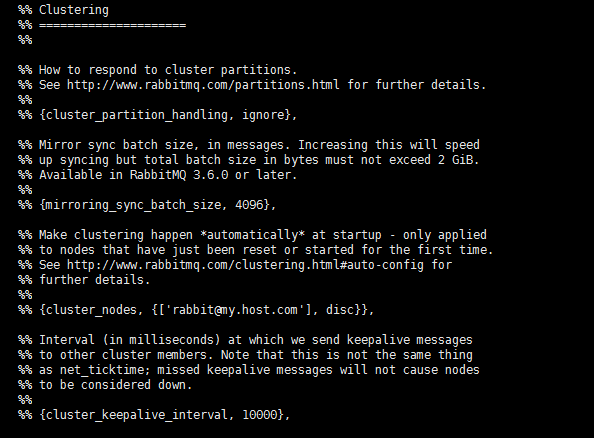 %% Clustering
%% =====================
%%
%% How to respond to cluster partitions.
%% See http://www.rabbitmq.com/partitions.html for further details.
%%
%% {cluster_partition_handling, ignore},
%% Mirror sync batch size, in messages. Increasing this will speed
%% up syncing but total batch size in bytes must not exceed 2 GiB.
%% Available in RabbitMQ 3.6.0 or later.
%%
%% {mirroring_sync_batch_size, 4096},
%% Make clustering happen *automatically* at startup - only applied
%% to nodes that have just been reset or started for the first time.
%% See http://www.rabbitmq.com/clustering.html#auto-config for
%% further details.
%%
%% {cluster_nodes, {['rabbit@my.host.com'], disc}},
%% Interval (in milliseconds) at which we send keepalive messages
%% to other cluster members. Note that this is not the same thing
%% as net_ticktime; missed keepalive messages will not cause nodes
%% to be considered down.
%%
%% {cluster_keepalive_interval, 10000},